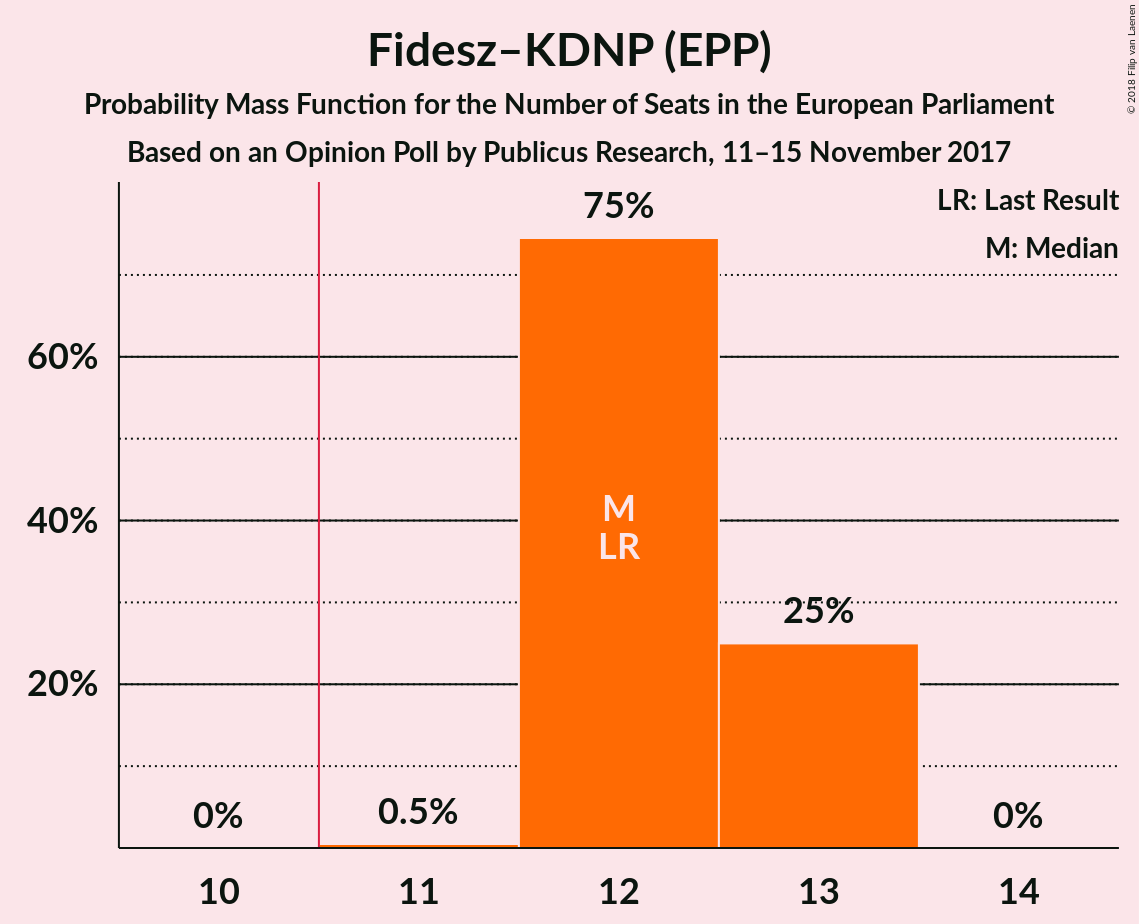 Fidesz–KDNP (EPP)
Probability Mass Function for the Number of Seats in the European Parliament
Based on an Opinion Poll by Publicus Research, 11–15 November 2017
© 2018 Filip van Laenen
LR: Last Result
M: Median
75%
60%
40%
20%
M
LR
25%
0%
0.5%
0%
10
11
12
13
14